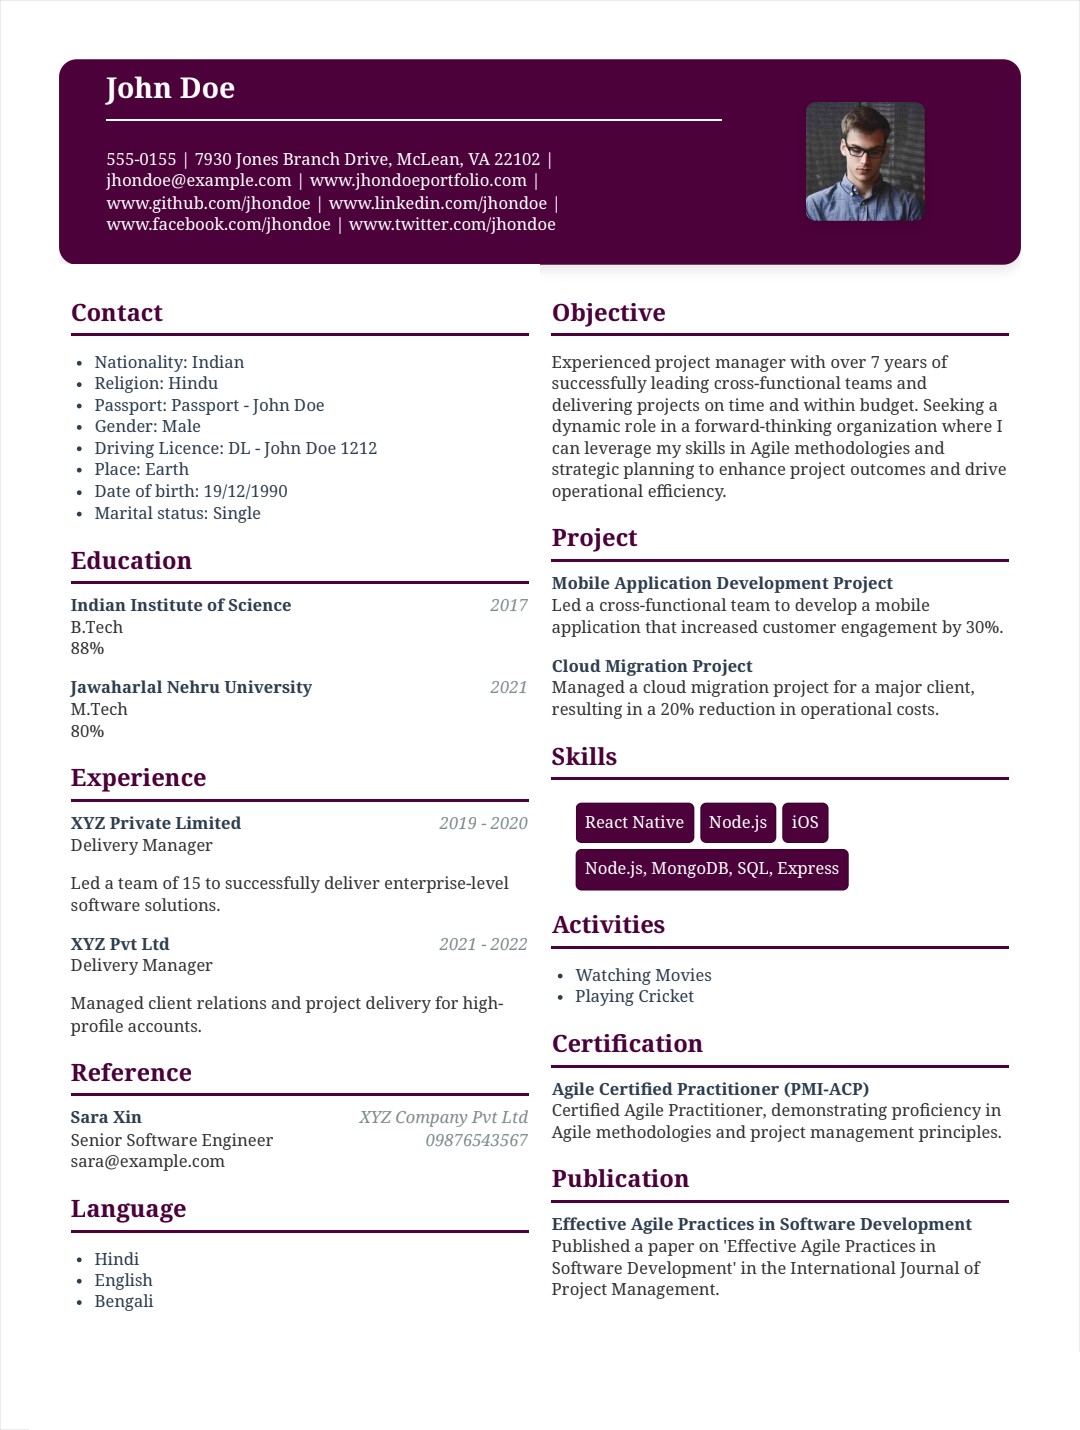 John Doe
555-0155 | 7930 Jones Branch Drive, McLean, VA 22102 |
jhondoe@example.com | www.jhondoeportfolio.com |
www.github.com/jhondoe | www.linkedin.com/jhondoe |
www.facebook.com/jhondoe | www.twitter.com/jhondoe
Contact
• Nationality: Indian
• Religion: Hindu
• Passport: Passport - John Doe
• Gender: Male
• Driving Licence: DL - John Doe 1212
• Place: Earth
• Date of birth: 19/12/1990
• Marital status: Single
Education
Indian Institute of Science 2017
B.Tech
88%
Jawaharlal Nehru University 2021
M.Tech
80%
Experience
XYZ Private Limited 2019 - 2020
Delivery Manager
Led a team of 15 to successfully deliver enterprise-level
software solutions.
XYZ Pvt Ltd 2021 - 2022
Delivery Manager
Managed client relations and project delivery for high-
profile accounts.
Reference
Sara Xin XYZ Company Pvt Ltd
Senior Software Engineer 09876543567
sara@example.com
Language
• Hindi
• English
• Bengali
Objective
Experienced project manager with over 7 years of
successfully leading cross-functional teams and
delivering projects on time and within budget. Seeking a
dynamic role in a forward-thinking organization where I
can leverage my skills in Agile methodologies and
strategic planning to enhance project outcomes and drive
operational efficiency.
Project
Mobile Application Development Project
Led a cross-functional team to develop a mobile
application that increased customer engagement by 30%.
Cloud Migration Project
Managed a cloud migration project for a major client,
resulting in a 20% reduction in operational costs.
Skills
React Native Node.js iOS
Node.js, MongoDB, SQL, Express
Activities
• Watching Movies
• Playing Cricket
Certification
Agile Certified Practitioner (PMI-ACP)
Certified Agile Practitioner, demonstrating proficiency in
Agile methodologies and project management principles.
Publication
Effective Agile Practices in Software Development
Published a paper on 'Effective Agile Practices in
Software Development' in the International Journal of
Project Management.